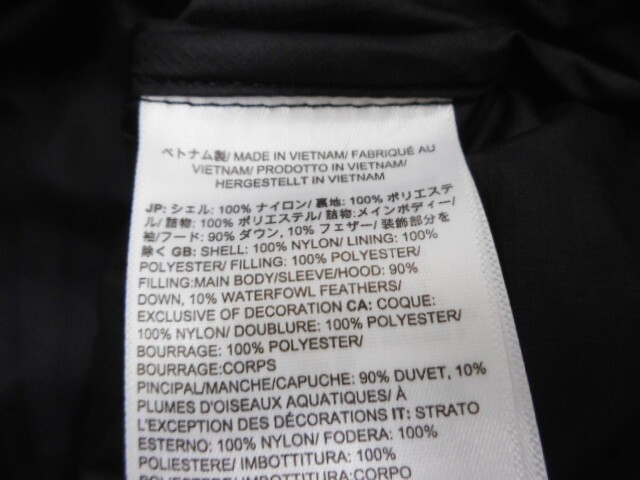 ベトナム製/ MADE IN VIETNAM/ FABRIQUÉ AU
VIETNAM/ PRODOTTO IN VIETNAM/
HERGESTELLT IN VIETNAM
JP: シェル: 100% ナイロン/ 裏地: 100% ポリエステ
ル/ 詰物: 100% ポリエステル/ 詰物:メインボディー/
袖/フード: 90% ダウン, 10% フェザー/ 装飾部分を
除く GB: SHELL: 100% NYLON/ LINING: 100%
POLYESTER/ FILLING: 100% POLYESTER/
FILLING:MAIN BODY/SLEEVE/HOOD: 90%
DOWN, 10% WATERFOWL FEATHERS/
EXCLUSIVE OF DECORATION CA: COQUE:
100% NYLON/ DOUBLURE: 100% POLYESTER/
BOURRAGE: 100% POLYESTER/
BOURRAGE:CORPS
PINCIPAL/MANCHE/CAPUCHE: 90% DUVET, 10%
PLUMES D'OISEAUX AQUATIQUES/ À
L'EXCEPTION DES DÉCORATIONS IT: STRATO
ESTERNO: 100% NYLON/ FODERA: 100%
POLIESTERE/ IMBOTTITURA: 100%
POLIESTERE/ IMBOTTITURA:CORPO